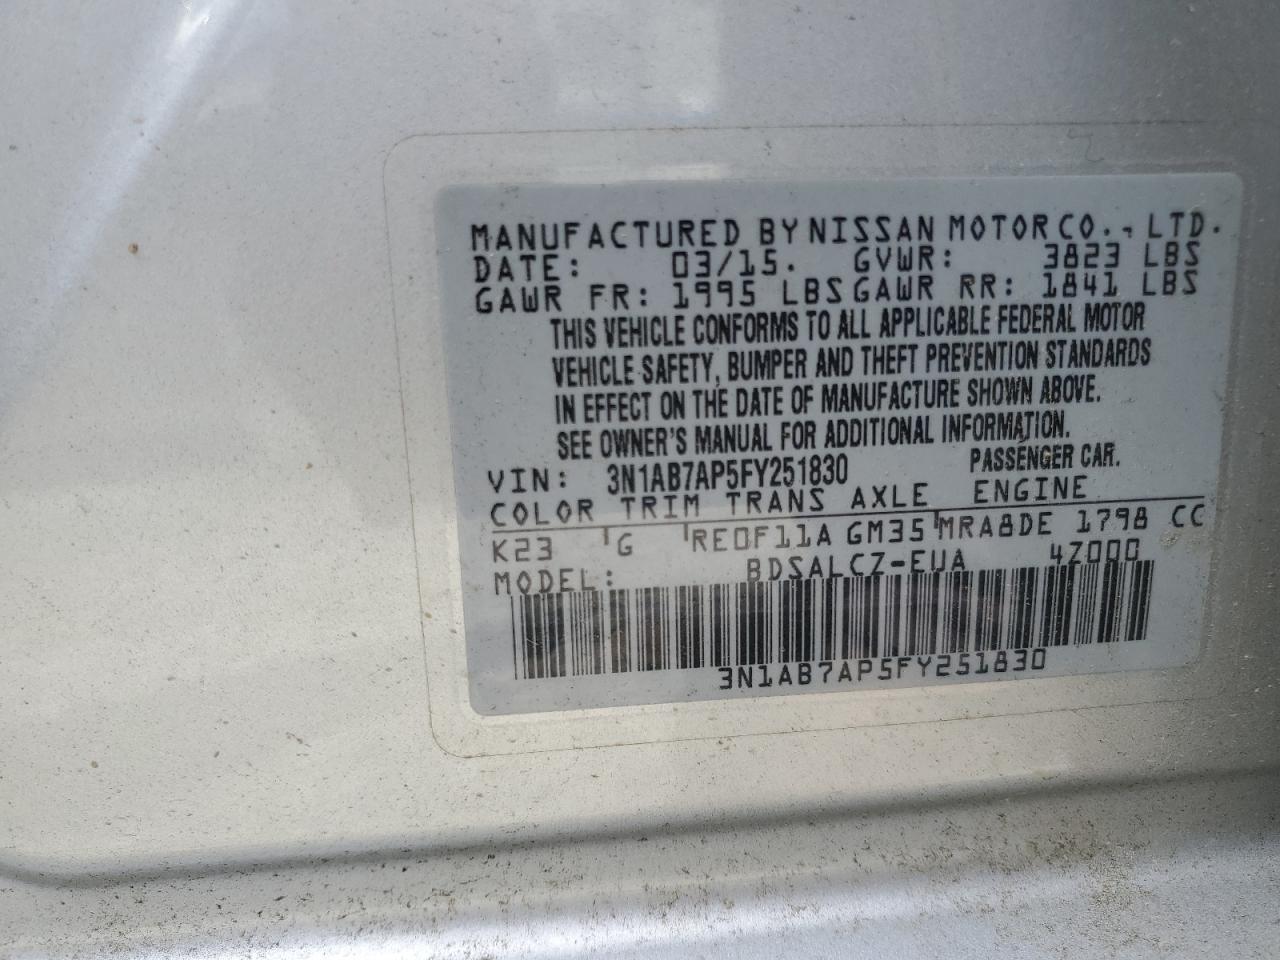 MANUFACTURED BY NISSAN MOTOR CO., LTD.
DATE: 03/15. GVWR: 3823 LBS
GAWR FR: 1995 LBS GAWR RR: 1841 LBS
THIS VEHICLE CONFORMS TO ALL APPLICABLE FEDERAL MOTOR
VEHICLE SAFETY, BUMPER AND THEFT PREVENTION STANDARDS
IN EFFECT ON THE DATE OF MANUFACTURE SHOWN ABOVE.
SEE OWNER'S MANUAL FOR ADDITIONAL INFORMATION.
VIN: 3N1AB7AP5FY251830 PASSENGER CAR.
COLOR TRIM TRANS AXLE ENGINE
K23 G RE0F11A GM35 MRA8DE 1798 CC
MODEL: BDSALCZ-EUA 4Z000
3N1AB7AP5FY251830